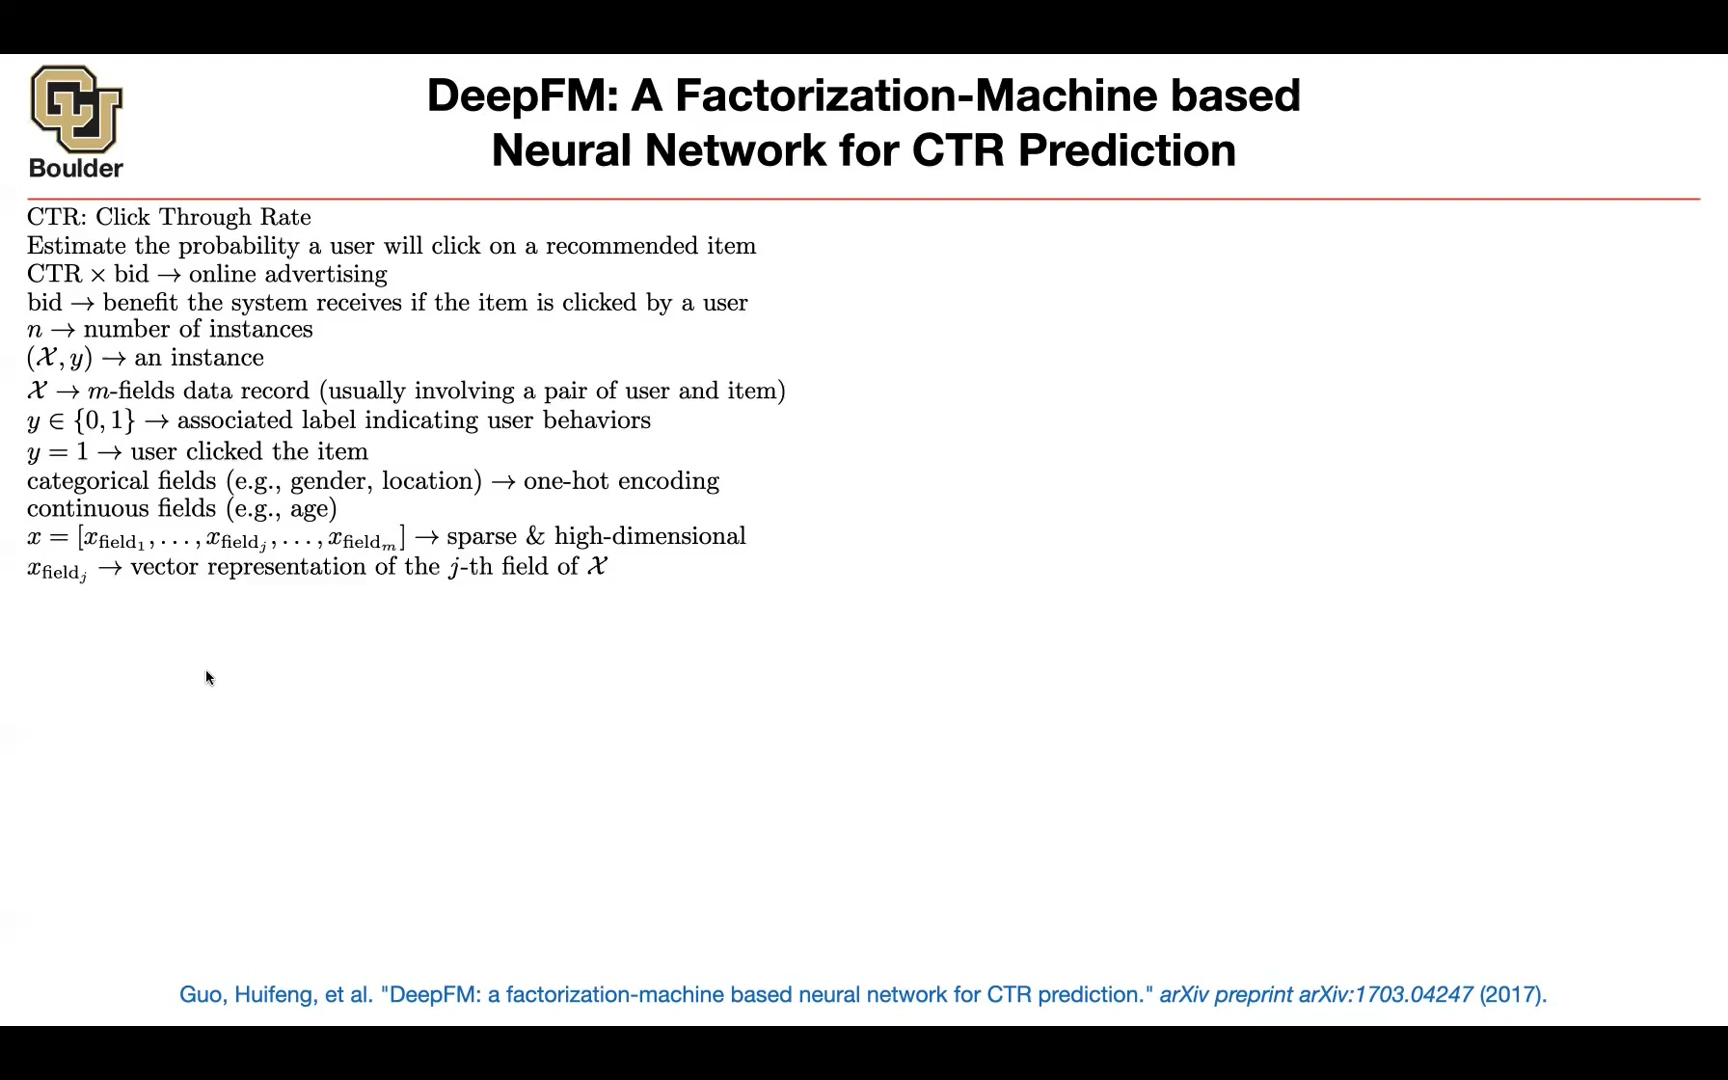 CU
Boulder
DeepFM: A Factorization-Machine based
Neural Network for CTR Prediction
CTR: Click Through Rate
Estimate the probability a user will click on a recommended item
CTR × bid → online advertising
bid → benefit the system receives if the item is clicked by a user
n → number of instances
(𝒳, y) → an instance
𝒳 → m-fields data record (usually involving a pair of user and item)
y ∈ {0, 1} → associated label indicating user behaviors
y = 1 → user clicked the item
categorical fields (e.g., gender, location) → one-hot encoding
continuous fields (e.g., age)
x = [x_field_1, . . . , x_field_j, . . . , x_field_m] → sparse & high-dimensional
x_field_j → vector representation of the j-th field of 𝒳
Guo, Huifeng, et al. "DeepFM: a factorization-machine based neural network for CTR prediction." arXiv preprint arXiv:1703.04247 (2017).